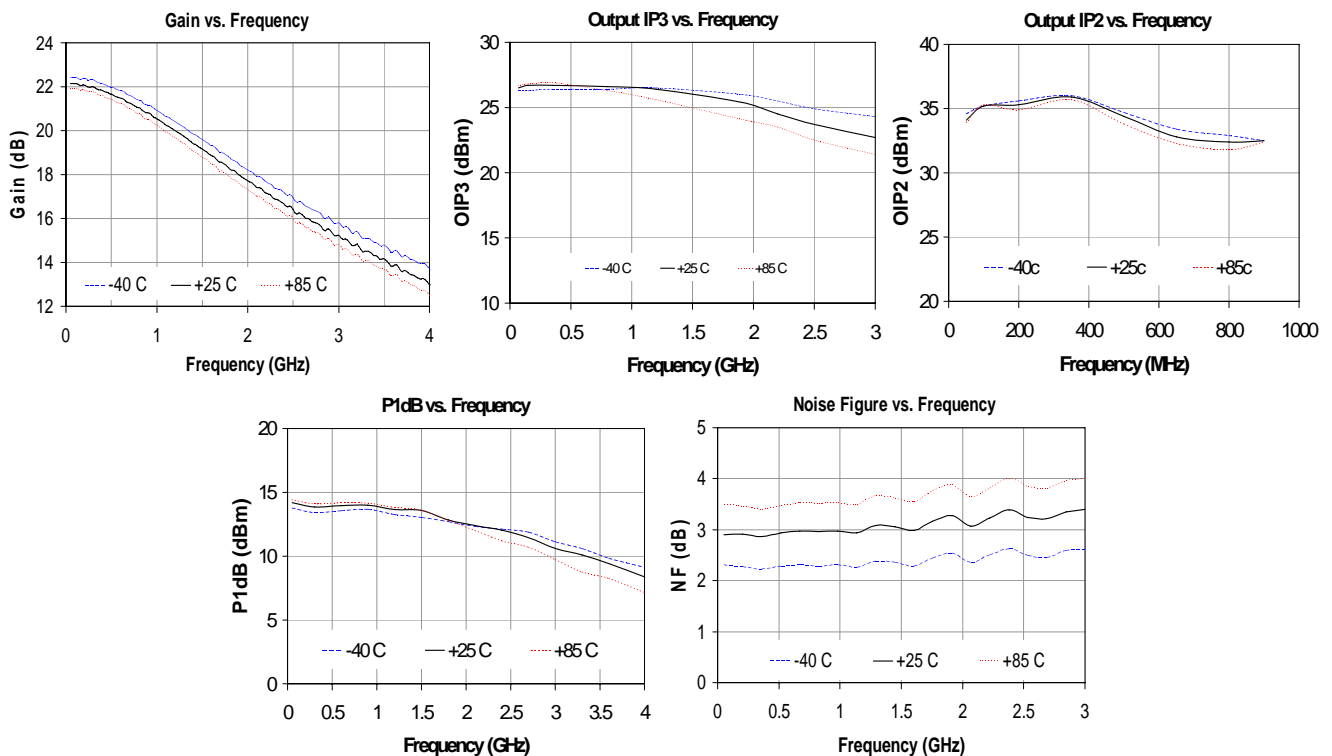 Gain vs. Frequency
24
22
20
18
16
14
12
Gain (dB)
-40 C +25 C +85 C
0 1 2 3 4
Frequency (GHz)
Output IP3 vs. Frequency
30
25
20
15
10
OIP3 (dBm)
-40 C +25 C +85 C
0 0.5 1 1.5 2 2.5 3
Frequency (GHz)
Output IP2 vs. Frequency
40
35
30
25
20
OIP2 (dBm)
-40c +25c +85c
0 200 400 600 800 1000
Frequency (MHz)
P1dB vs. Frequency
20
15
10
5
0
P1dB (dBm)
-40 C +25 C +85 C
0 0.5 1 1.5 2 2.5 3 3.5 4
Frequency (GHz)
Noise Figure vs. Frequency
5
4
3
2
1
0
NF (dB)
-40 C +25 C +85 C
0 0.5 1 1.5 2 2.5 3
Frequency (GHz)